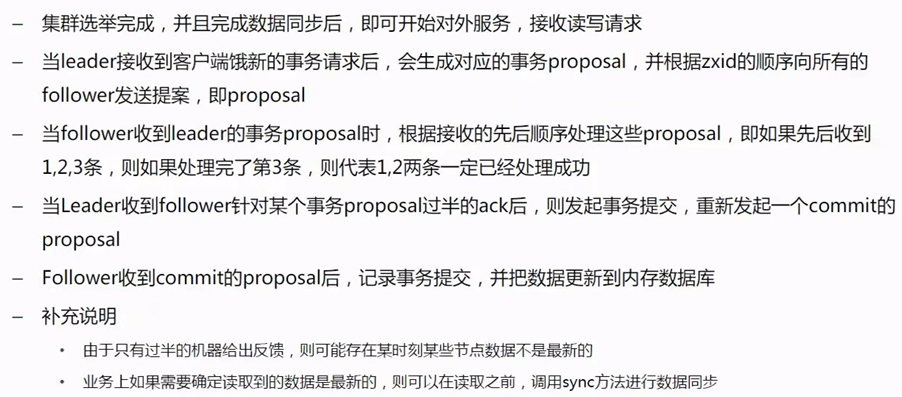 – 集群选举完成，并且完成数据同步后，即可开始对外服务，接收读写请求
– 当leader接收到客户端饿新的事务请求后，会生成对应的事务proposal，并根据zxid的顺序向所有的
follower发送提案，即proposal
– 当follower收到leader的事务proposal时，根据接收的先后顺序处理这些proposal，即如果先后收到
1,2,3条，则如果处理完了第3条，则代表1,2两条一定已经处理成功
– 当Leader收到follower针对某个事务proposal过半的ack后，则发起事务提交，重新发起一个commit的
proposal
– Follower收到commit的proposal后，记录事务提交，并把数据更新到内存数据库
– 补充说明
• 由于只有过半的机器给出反馈，则可能存在某时刻某些节点数据不是最新的
• 业务上如果需要确定读取到的数据是最新的，则可以在读取之前，调用sync方法进行数据同步